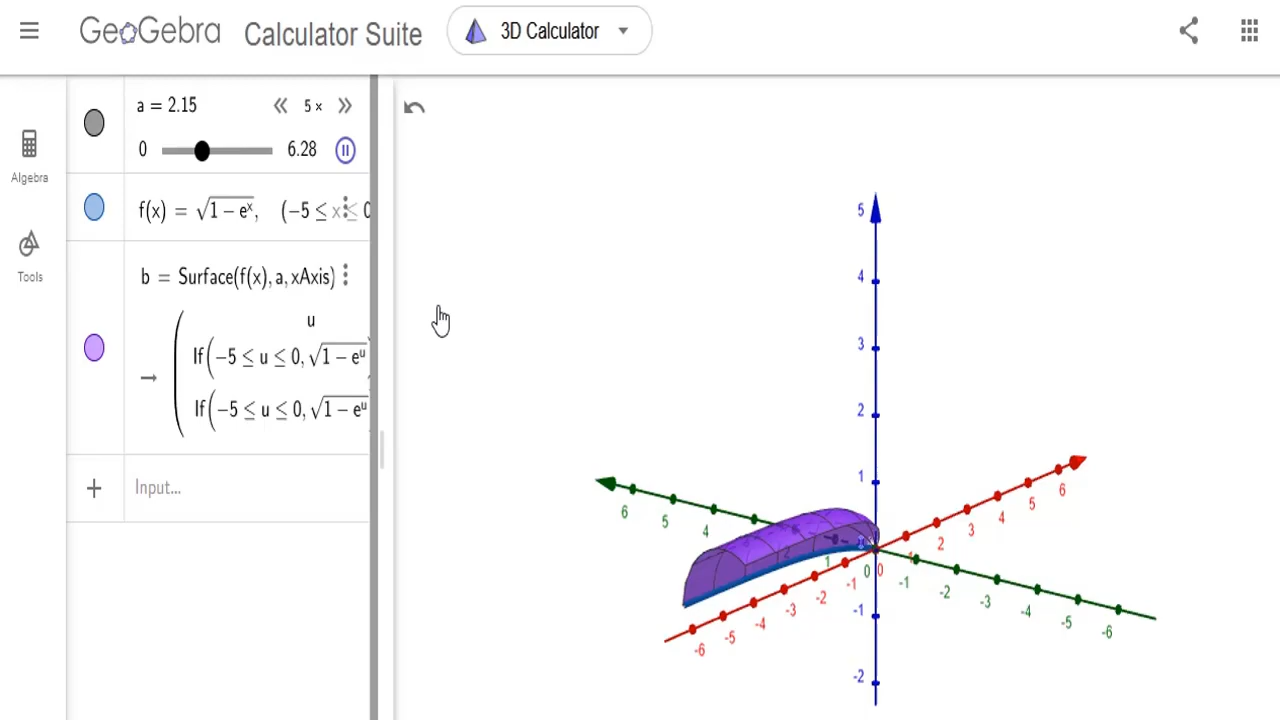 GeoGebra Calculator Suite 3D Calculator
a = 2.15 5 ×
0 6.28
Algebra
f(x) = √1 − eˣ, (−5 ≤ x ≤ 0
Tools
b = Surface(f(x), a, xAxis)
u
If(−5 ≤ u ≤ 0, √1 − eᵘ
→
If(−5 ≤ u ≤ 0, √1 − eᵘ
+ Input...
5
4
3
2
1
-1
-2
6 5 4 2 1 0 -1 -2 -3 -4 -5 -6
-6 -5 -4 -3 -2 -1 0 1 2 3 4 5 6